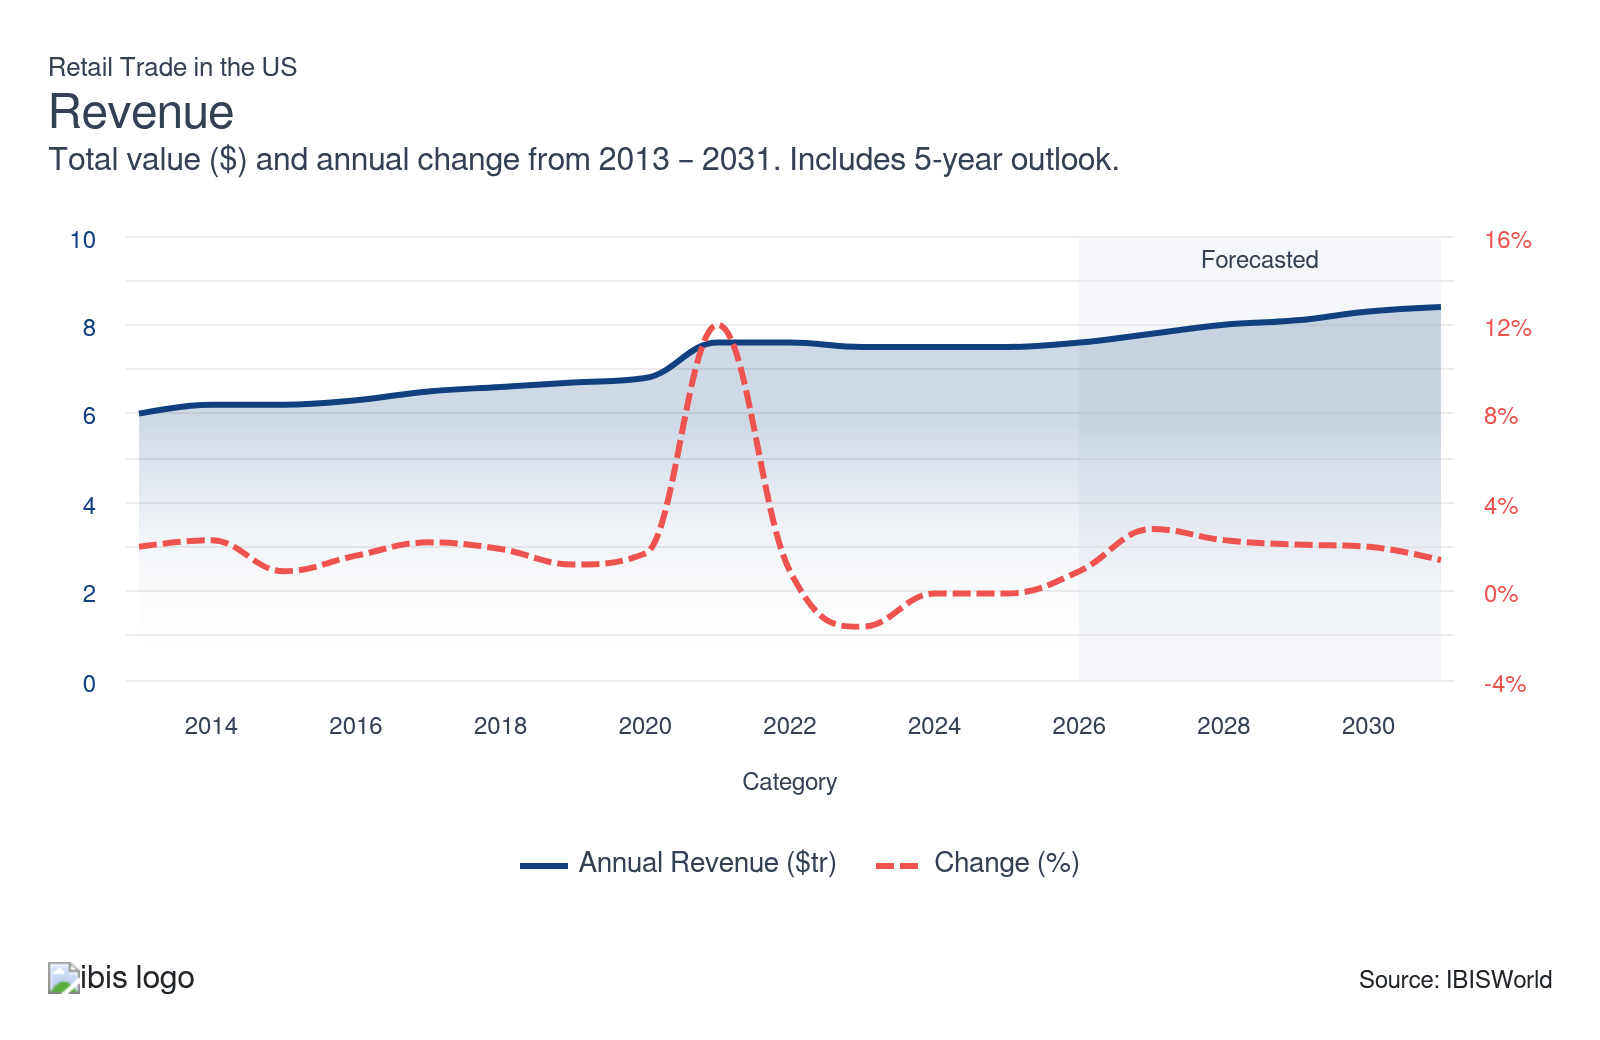 Retail Trade in the US
Revenue
Total value ($) and annual change from 2013 – 2031. Includes 5-year outlook.
10 16%
Forecasted
8 12%
6 8%
4 4%
2 0%
0 -4%
2014 2016 2018 2020 2022 2024 2026 2028 2030
Category
Annual Revenue ($tr) Change (%)
ibis logo Source: IBISWorld